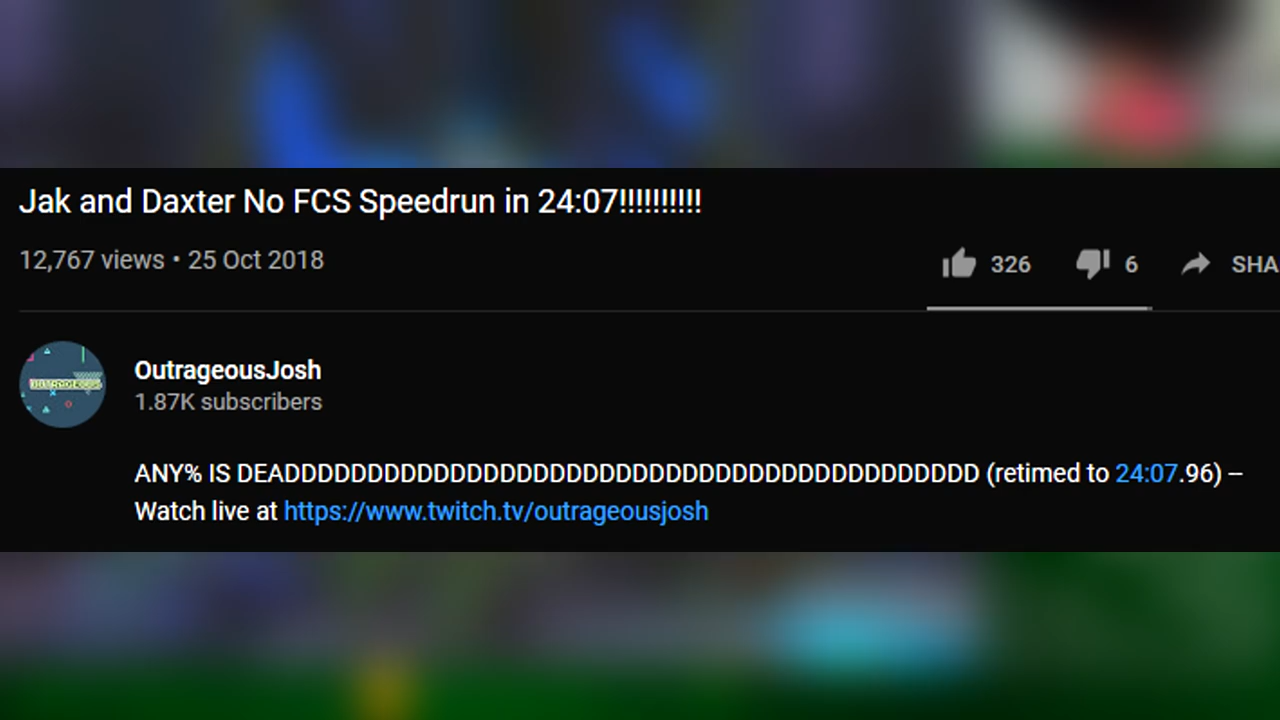 Jak and Daxter No FCS Speedrun in 24:07!!!!!!!!!!
12,767 views • 25 Oct 2018
326
6
SHA
OUTRAGEOUS
OutrageousJosh
1.87K subscribers
ANY% IS DEADDDDDDDDDDDDDDDDDDDDDDDDDDDDDDDDDDDDDDDDDD (retimed to 24:07.96) --
Watch live at https://www.twitch.tv/outrageousjosh